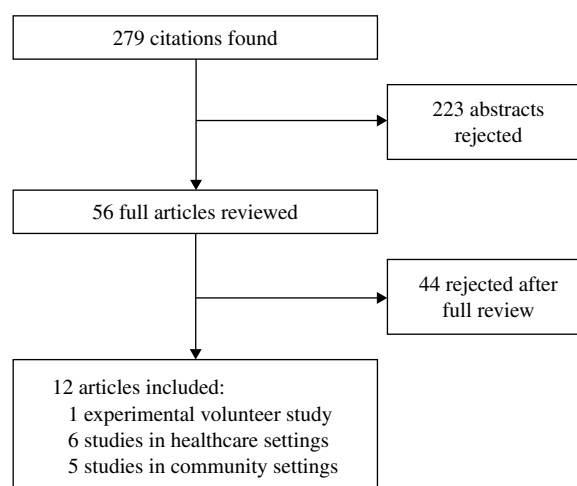 279 citations found
223 abstracts
rejected
56 full articles reviewed
44 rejected after
full review
12 articles included:
1 experimental volunteer study
6 studies in healthcare settings
5 studies in community settings